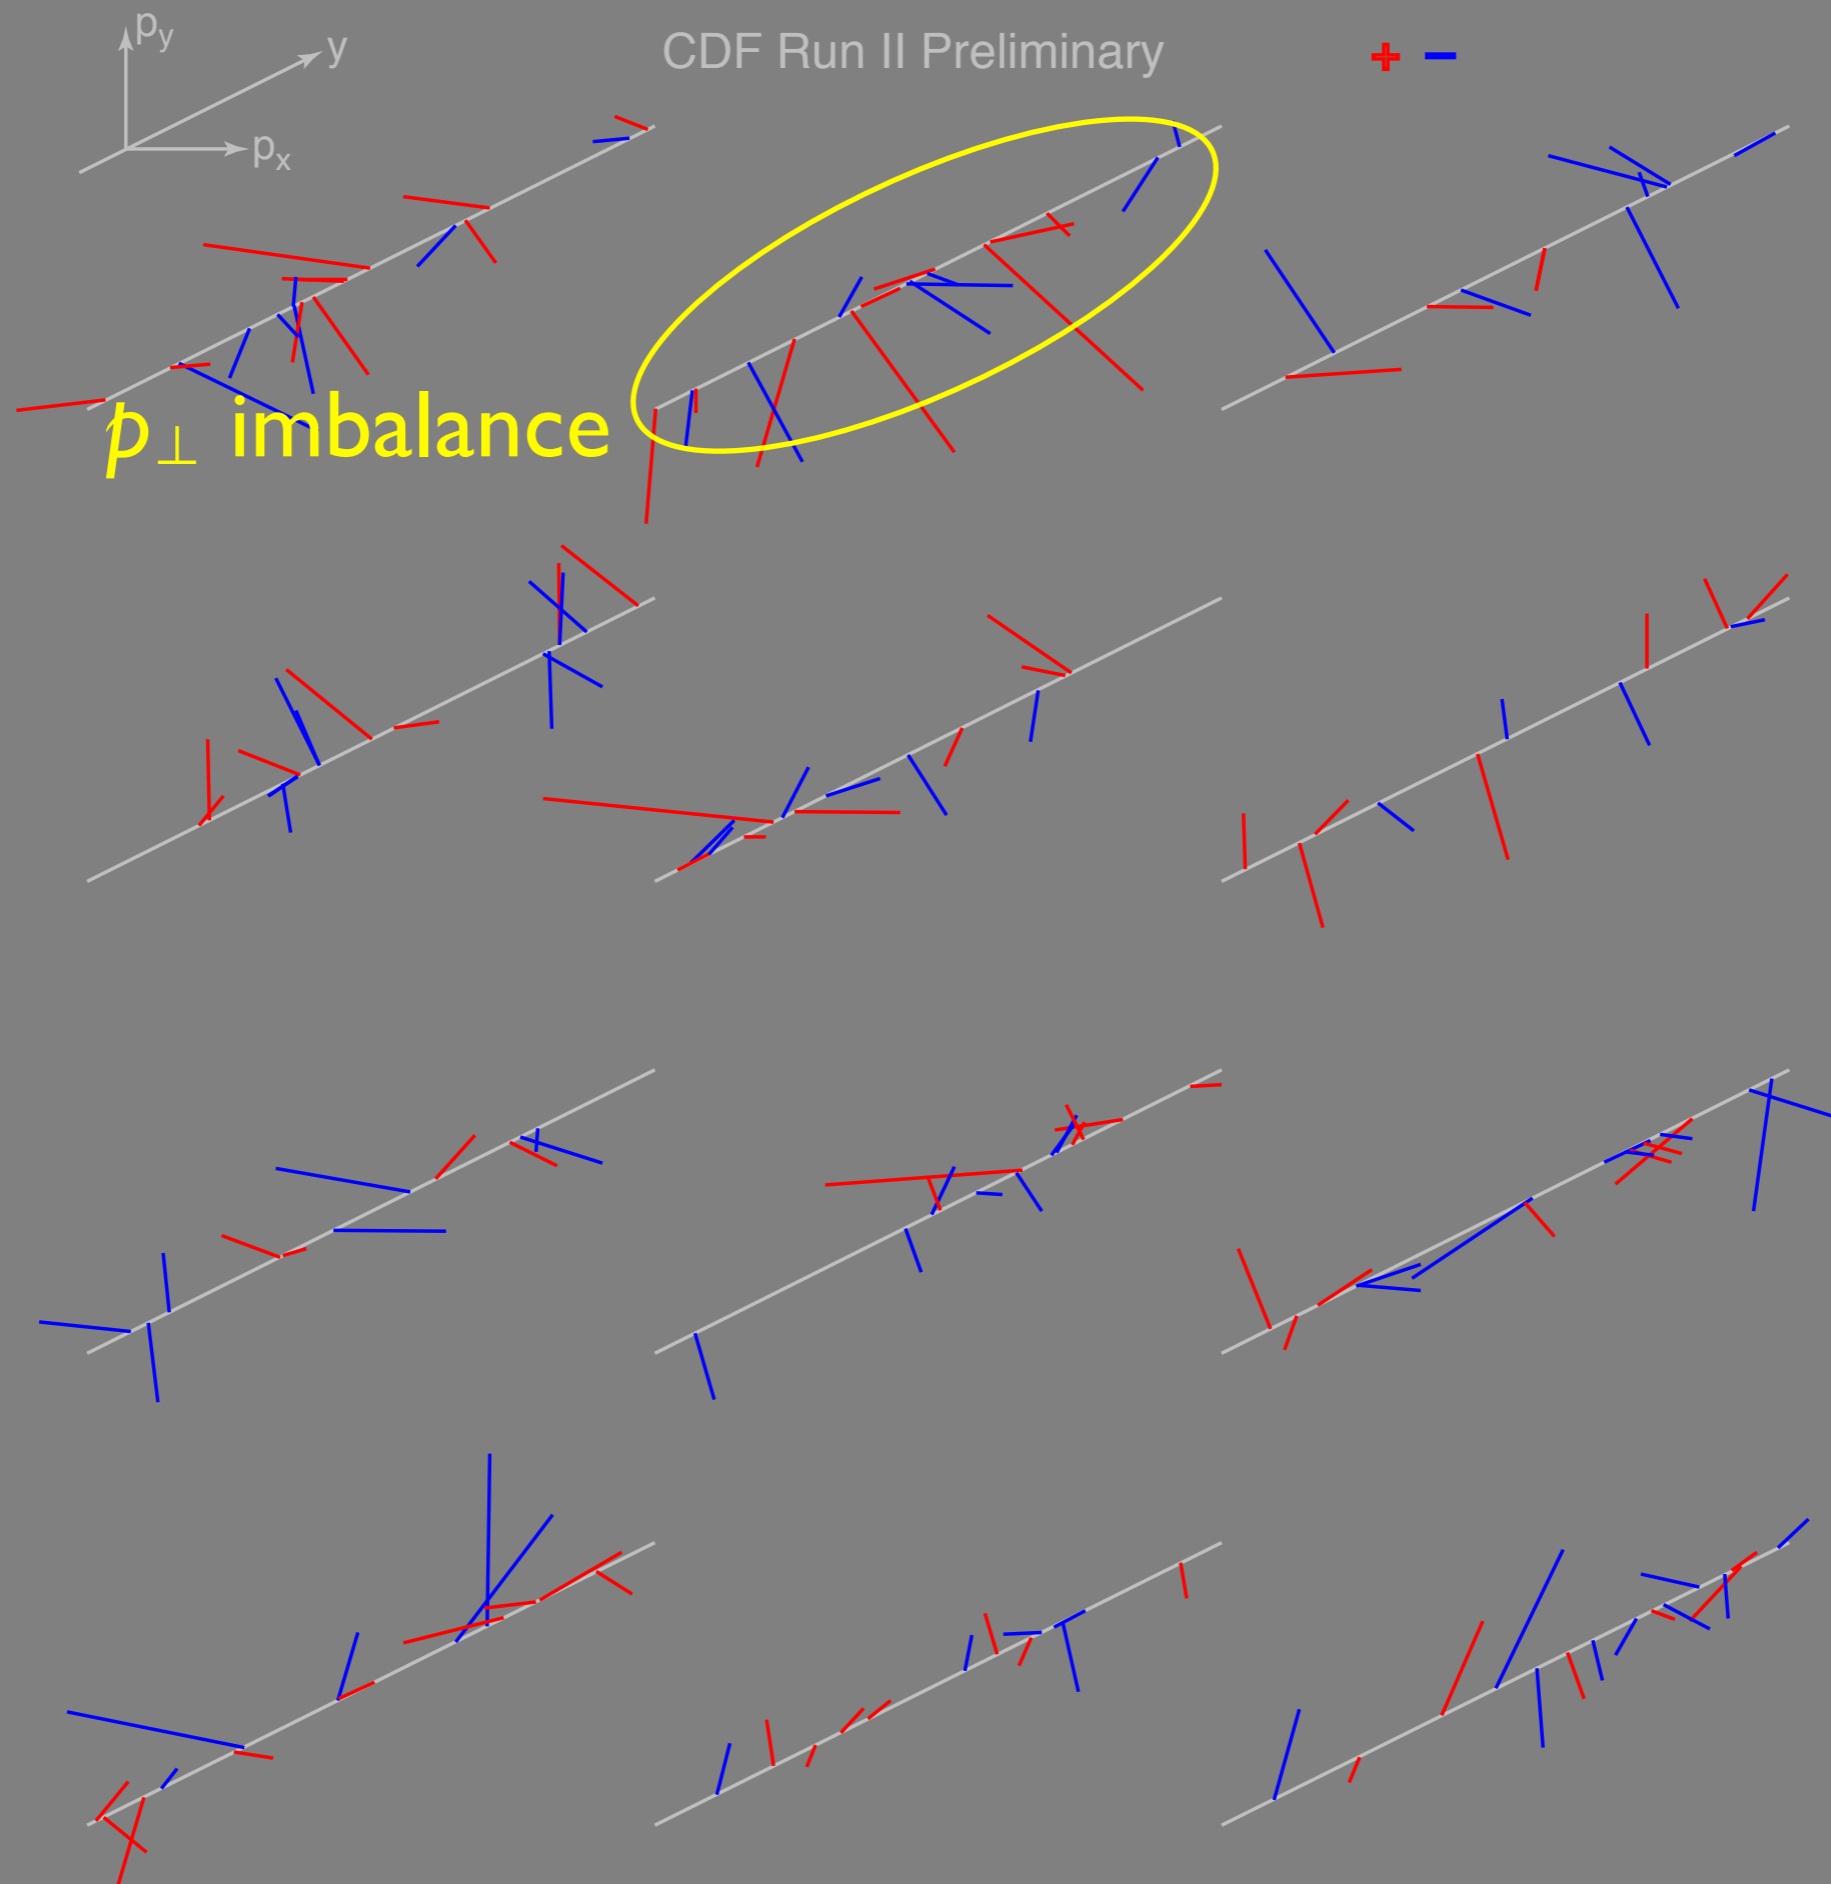 p_y
y
CDF Run II Preliminary
+ −
p_x
p_⊥ imbalance